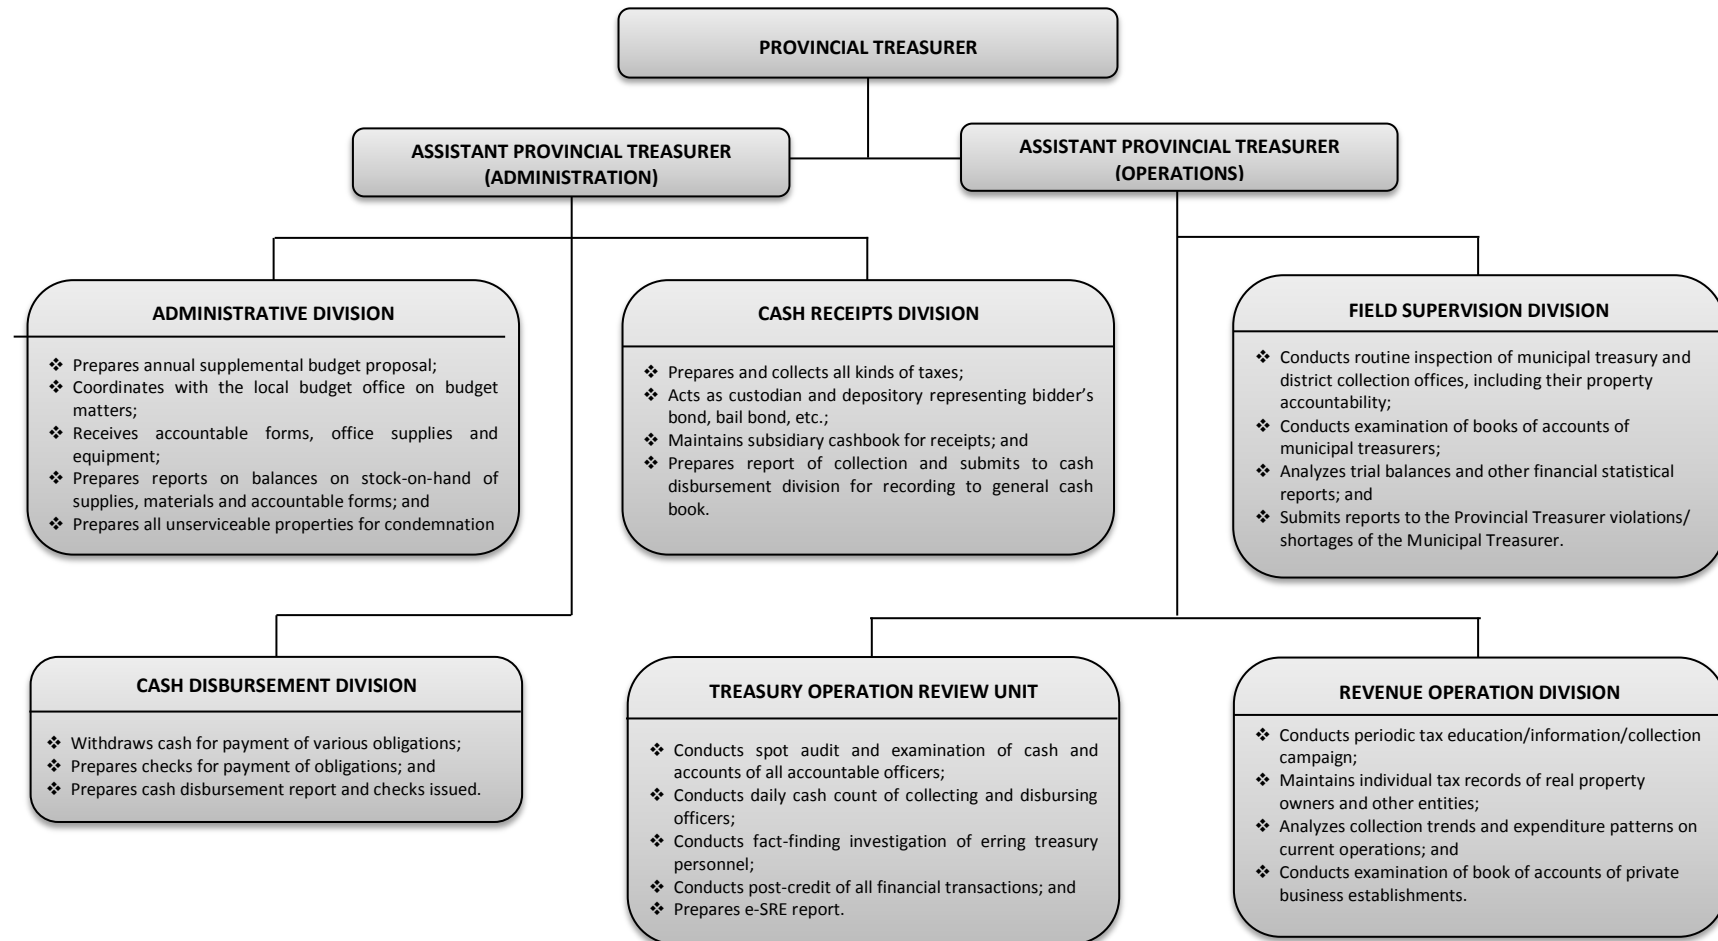 PROVINCIAL TREASURER
ASSISTANT PROVINCIAL TREASURER
(ADMINISTRATION)
ASSISTANT PROVINCIAL TREASURER
(OPERATIONS)
ADMINISTRATIVE DIVISION
❖ Prepares annual supplemental budget proposal;
❖ Coordinates with the local budget office on budget
matters;
❖ Receives accountable forms, office supplies and
equipment;
❖ Prepares reports on balances on stock-on-hand of
supplies, materials and accountable forms; and
❖ Prepares all unserviceable properties for condemnation
CASH RECEIPTS DIVISION
❖ Prepares and collects all kinds of taxes;
❖ Acts as custodian and depository representing bidder's
bond, bail bond, etc.;
❖ Maintains subsidiary cashbook for receipts; and
❖ Prepares report of collection and submits to cash
disbursement division for recording to general cash
book.
FIELD SUPERVISION DIVISION
❖ Conducts routine inspection of municipal treasury and
district collection offices, including their property
accountability;
❖ Conducts examination of books of accounts of
municipal treasurers;
❖ Analyzes trial balances and other financial statistical
reports; and
❖ Submits reports to the Provincial Treasurer violations/
shortages of the Municipal Treasurer.
CASH DISBURSEMENT DIVISION
❖ Withdraws cash for payment of various obligations;
❖ Prepares checks for payment of obligations; and
❖ Prepares cash disbursement report and checks issued.
TREASURY OPERATION REVIEW UNIT
❖ Conducts spot audit and examination of cash and
accounts of all accountable officers;
❖ Conducts daily cash count of collecting and disbursing
officers;
❖ Conducts fact-finding investigation of erring treasury
personnel;
❖ Conducts post-credit of all financial transactions; and
❖ Prepares e-SRE report.
REVENUE OPERATION DIVISION
❖ Conducts periodic tax education/information/collection
campaign;
❖ Maintains individual tax records of real property
owners and other entities;
❖ Analyzes collection trends and expenditure patterns on
current operations; and
❖ Conducts examination of book of accounts of private
business establishments.